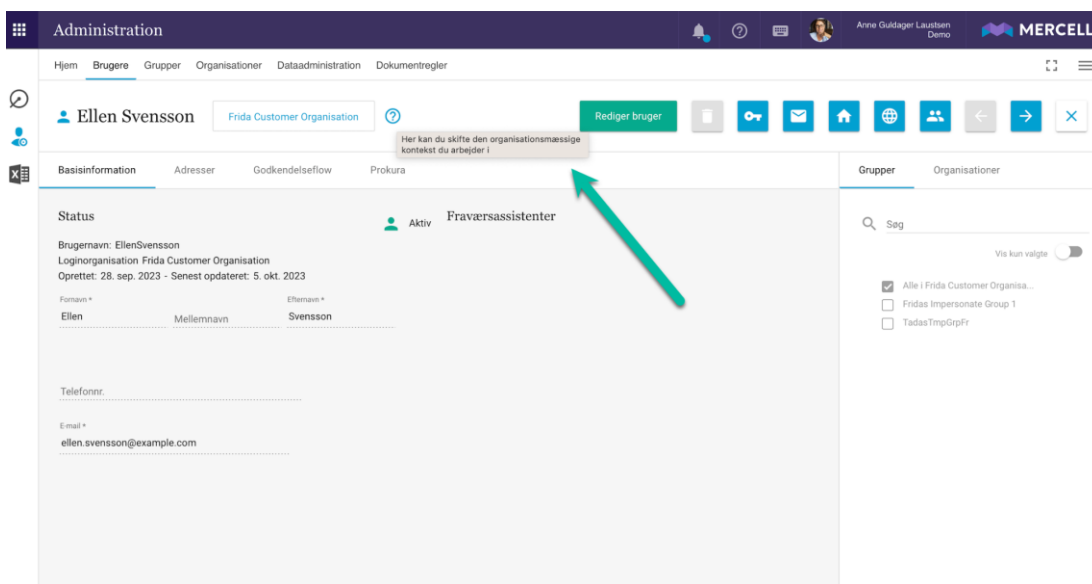 Administration
Anne Guldager Laustsen
Demo
MERCELL
Hjem Brugere Grupper Organisationer Dataadministration Dokumentregler
Ellen Svensson
Frida Customer Organisation
Rediger bruger
Her kan du skifte den organisationsmæssige
kontekst du arbejder i
Basisinformation Adresser Godkendelseflow Prokura
Grupper Organisationer
Status
Aktiv
Fraværsassistenter
Brugernavn: EllenSvensson
Loginorganisation Frida Customer Organisation
Oprettet: 28. sep. 2023 - Senest opdateret: 5. okt. 2023
Fornavn *
Efternavn *
Ellen
Mellemnavn
Svensson
Telefonnr.
E-mail *
ellen.svensson@example.com
Søg
Vis kun valgte
Alle i Frida Customer Organisa...
Fridas Impersonate Group 1
TadasTmpGrpFr